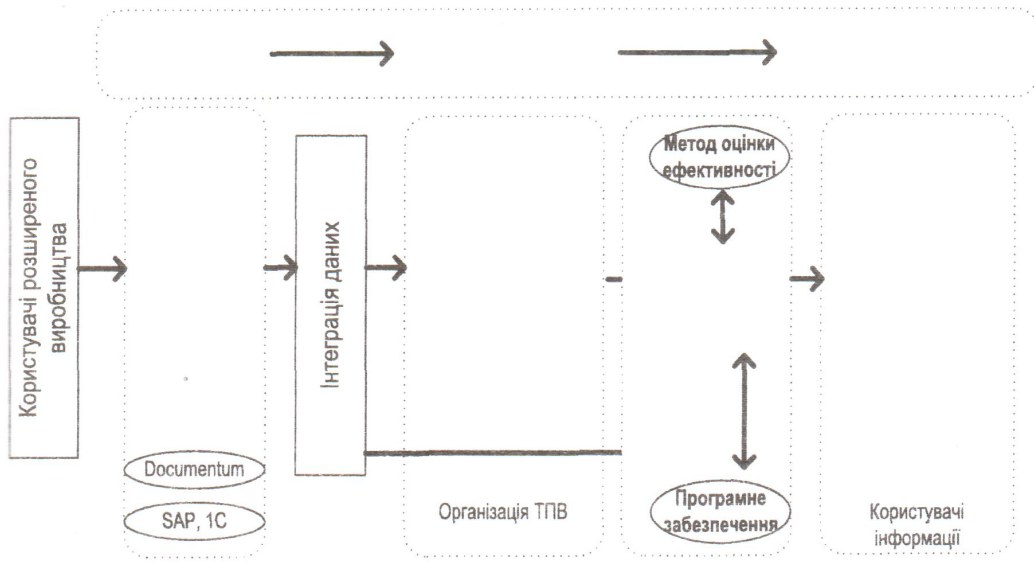 Користувачі розширеного
виробництва
Documentum
SAP, 1C
Інтеграція даних
Організація ТПВ
Метод оцінки
ефективності
Програмне
забезпечення
Користувачі
інформації